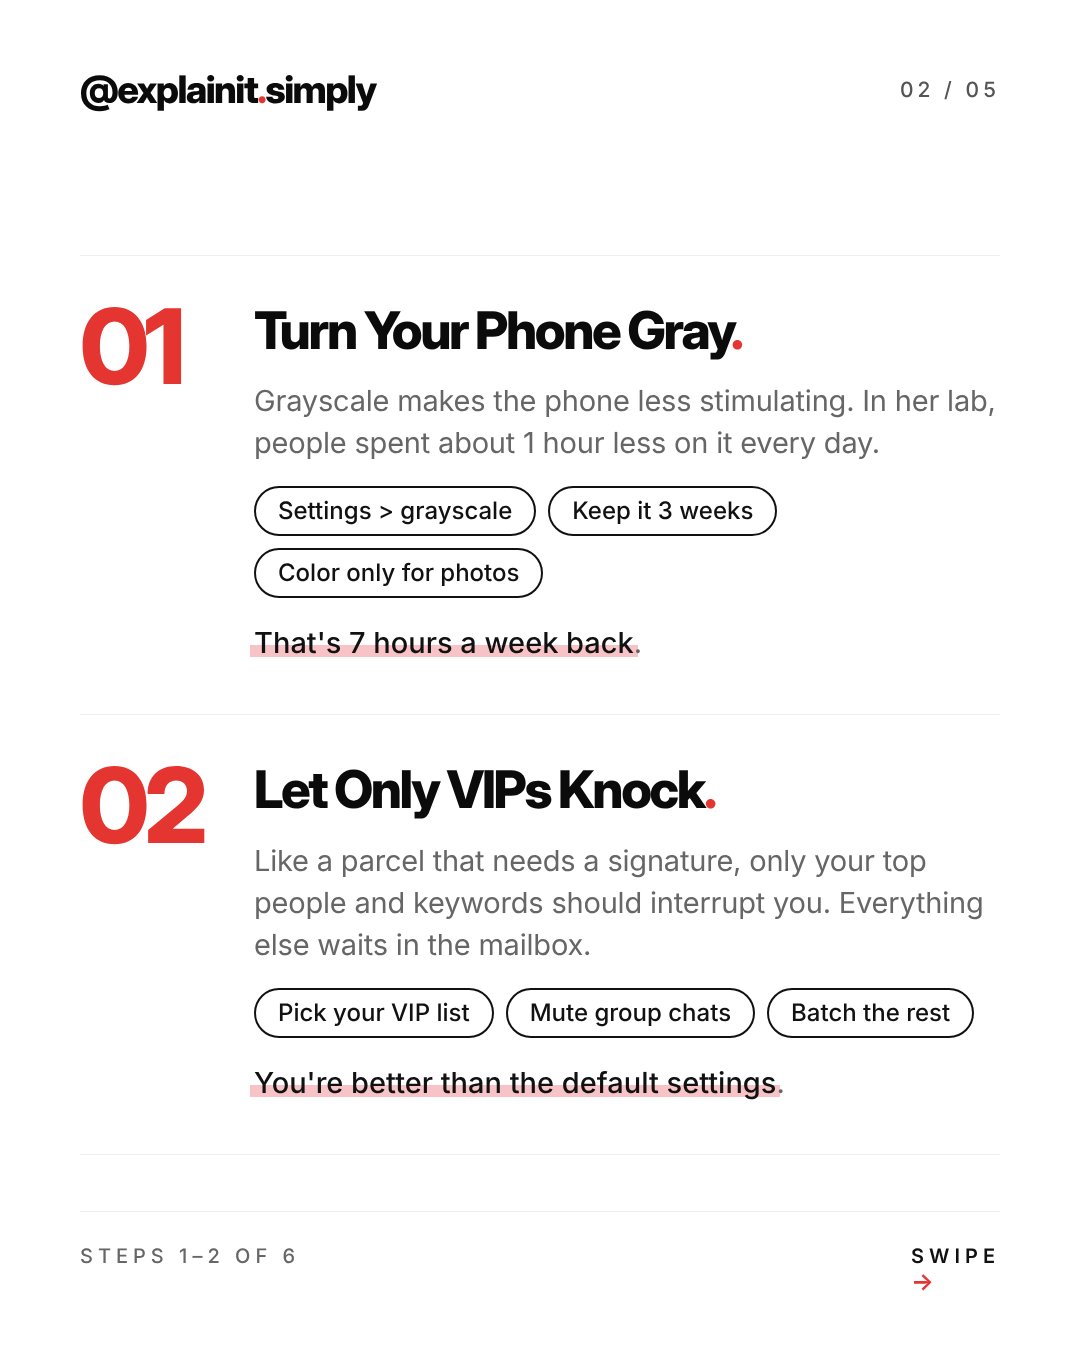 @explainit.simply
02 / 05
01
Turn Your Phone Gray.
Grayscale makes the phone less stimulating. In her lab,
people spent about 1 hour less on it every day.
Settings > grayscale
Keep it 3 weeks
Color only for photos
That's 7 hours a week back.
02
Let Only VIPs Knock.
Like a parcel that needs a signature, only your top
people and keywords should interrupt you. Everything
else waits in the mailbox.
Pick your VIP list
Mute group chats
Batch the rest
You're better than the default settings.
STEPS 1–2 OF 6
SWIPE
→